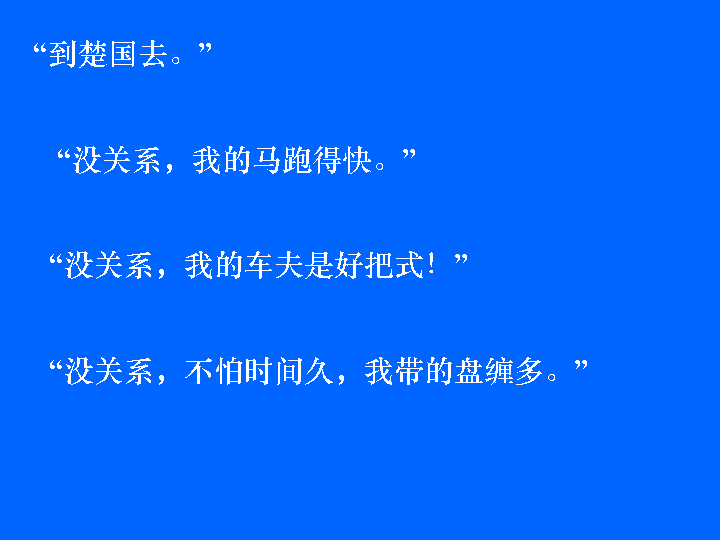 “到楚国去。”
“没关系，我的马跑得快。”
“没关系，我的车夫是好把式！”
“没关系，不怕时间久，我带的盘缠多。”